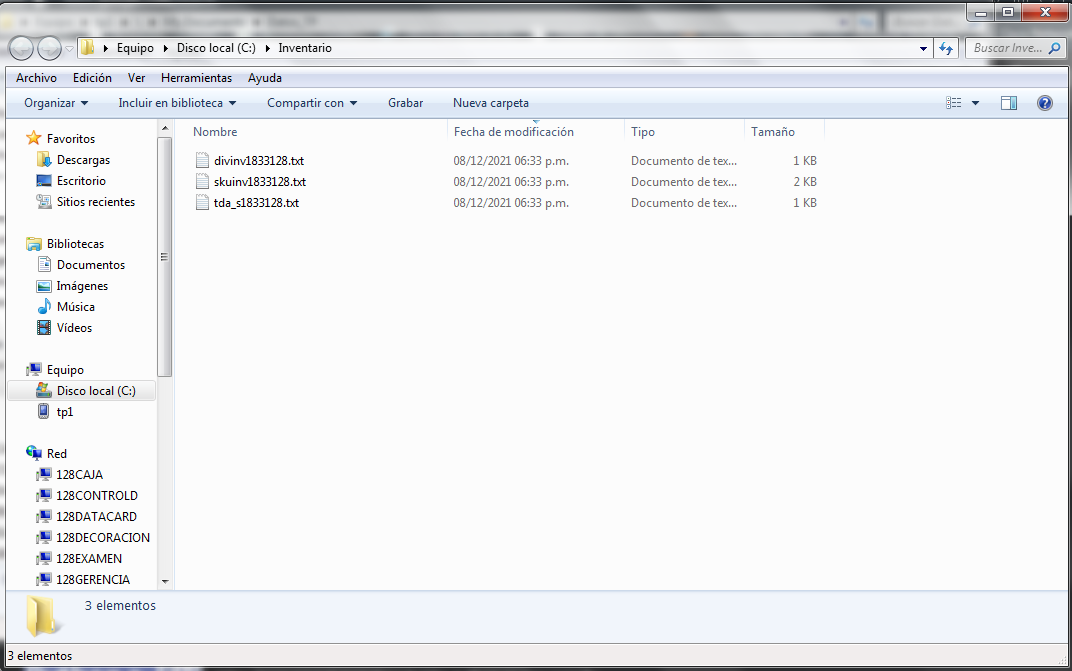 Equipo Disco local (C:) Inventario Buscar Inve...
Archivo Edición Ver Herramientas Ayuda
Organizar Incluir en biblioteca Compartir con Grabar Nueva carpeta
Favoritos
Descargas
Escritorio
Sitios recientes
Bibliotecas
Documentos
Imágenes
Música
Vídeos
Equipo
Disco local (C:)
tp1
Red
128CAJA
128CONTROLD
128DATACARD
128DECORACION
128EXAMEN
128GERENCIA
Nombre Fecha de modificación Tipo Tamaño
divinv1833128.txt 08/12/2021 06:33 p.m. Documento de tex... 1 KB
skuinv1833128.txt 08/12/2021 06:33 p.m. Documento de tex... 2 KB
tda_s1833128.txt 08/12/2021 06:33 p.m. Documento de tex... 1 KB
3 elementos
3 elementos